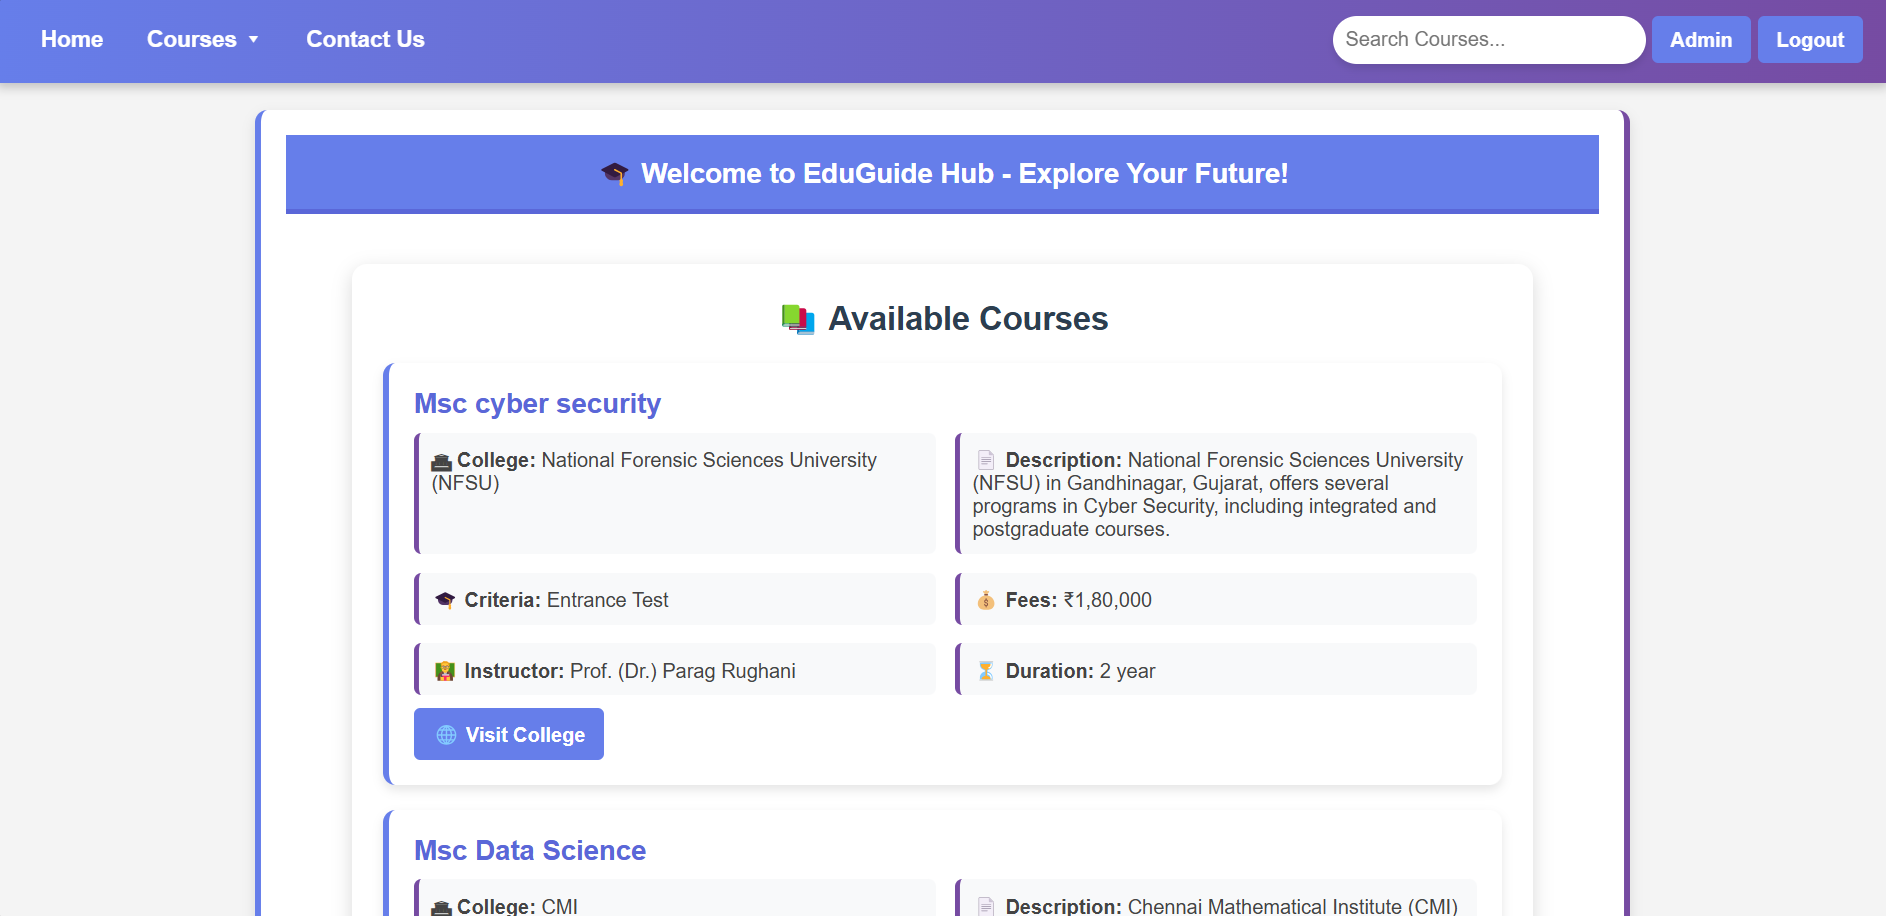 Home
Courses
Contact Us
Search Courses...
Admin
Logout
Welcome to EduGuide Hub - Explore Your Future!
Available Courses
Msc cyber security
College: National Forensic Sciences University
(NFSU)
Description: National Forensic Sciences University
(NFSU) in Gandhinagar, Gujarat, offers several
programs in Cyber Security, including integrated and
postgraduate courses.
Criteria: Entrance Test
Fees: ₹1,80,000
Instructor: Prof. (Dr.) Parag Rughani
Duration: 2 year
Visit College
Msc Data Science
College: CMI
Description: Chennai Mathematical Institute (CMI)